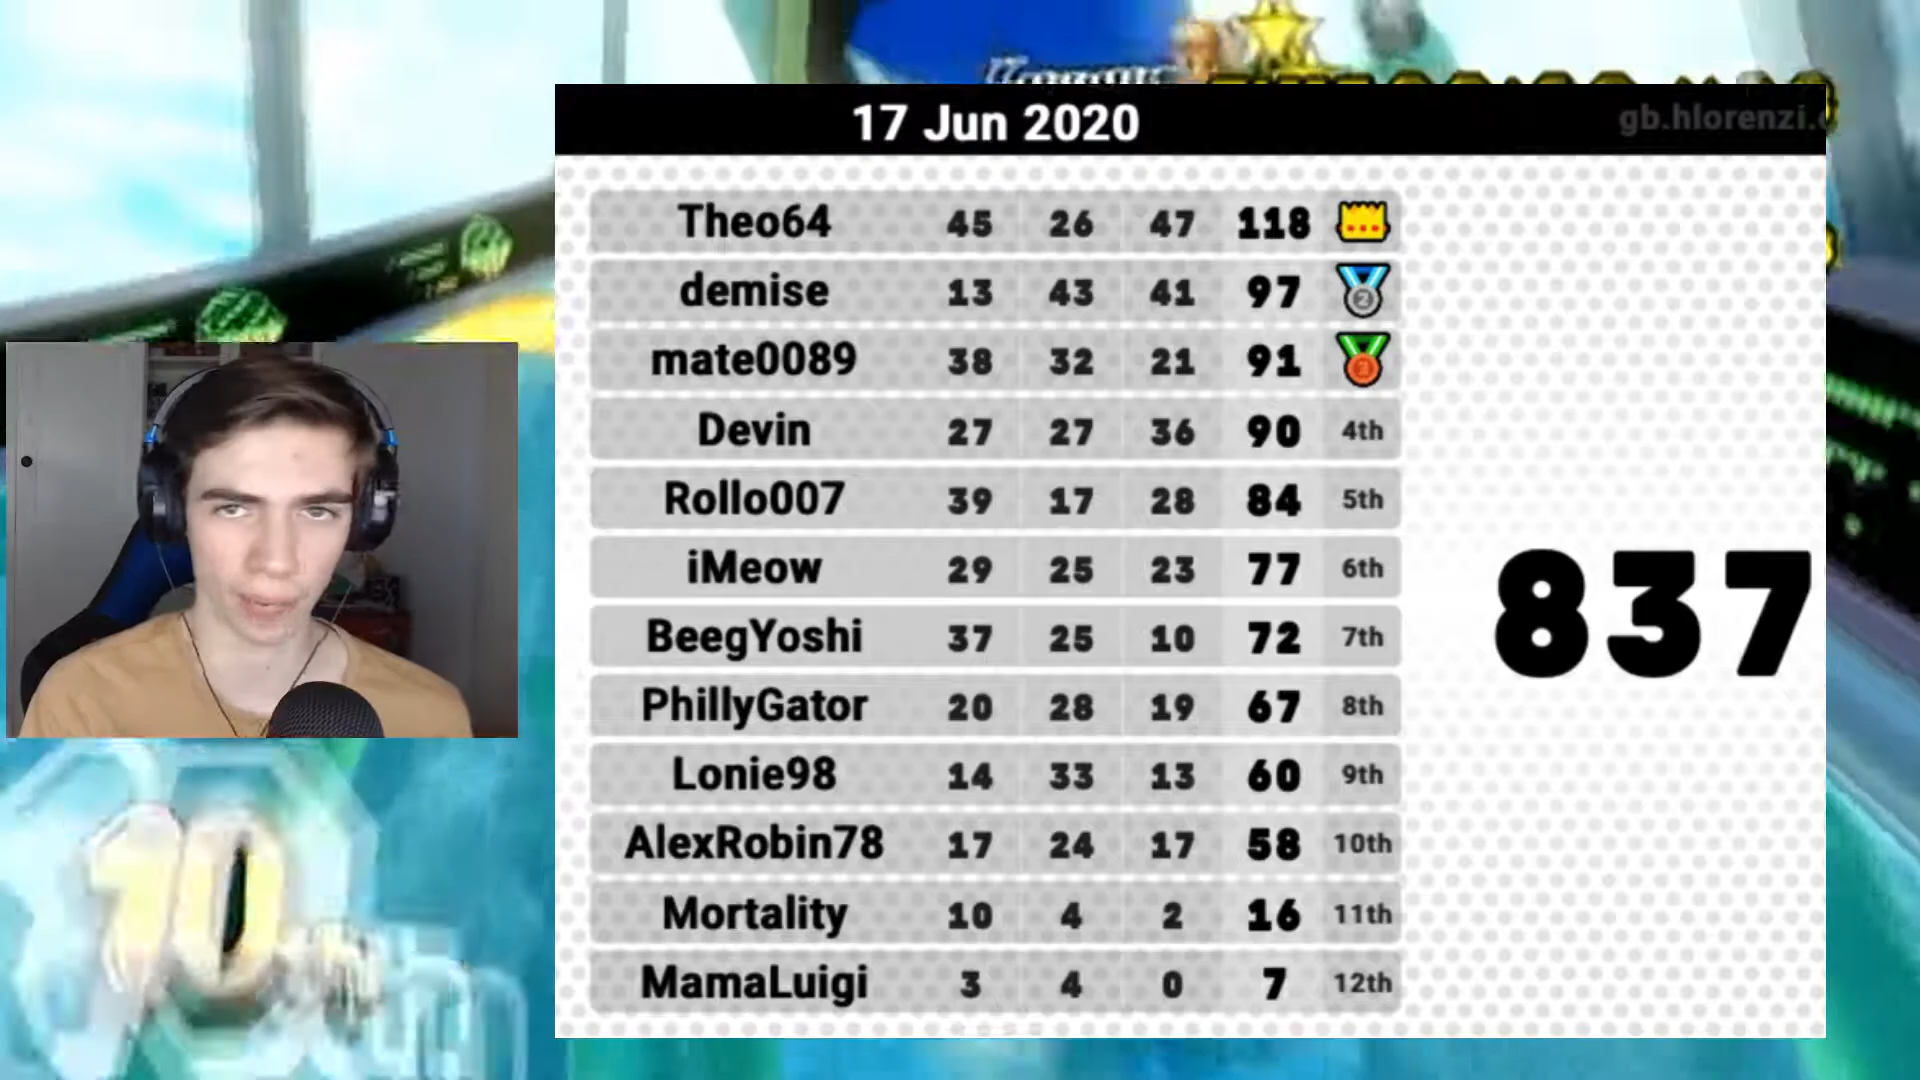 17 Jun 2020
gb.hlorenzi.
Theo64 45 26 47 118
demise 13 43 41 97 2
mate0089 38 32 21 91 3
Devin 27 27 36 90 4th
Rollo007 39 17 28 84 5th
iMeow 29 25 23 77 6th
BeegYoshi 37 25 10 72 7th
PhillyGator 20 28 19 67 8th
Lonie98 14 33 13 60 9th
AlexRobin78 17 24 17 58 10th
Mortality 10 4 2 16 11th
MamaLuigi 3 4 0 7 12th
837
10